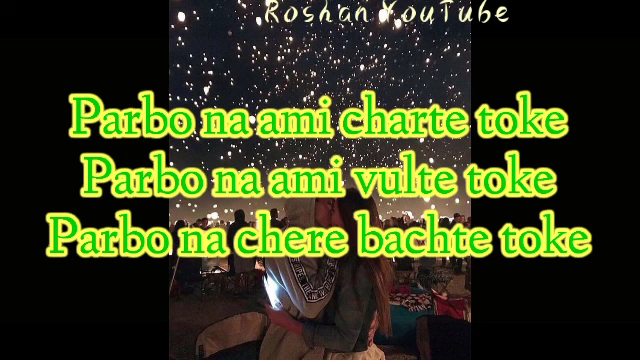 Roshan YouTube
Parbo na ami charte toke
Parbo na ami vulte toke
Parbo na chere bachte toke